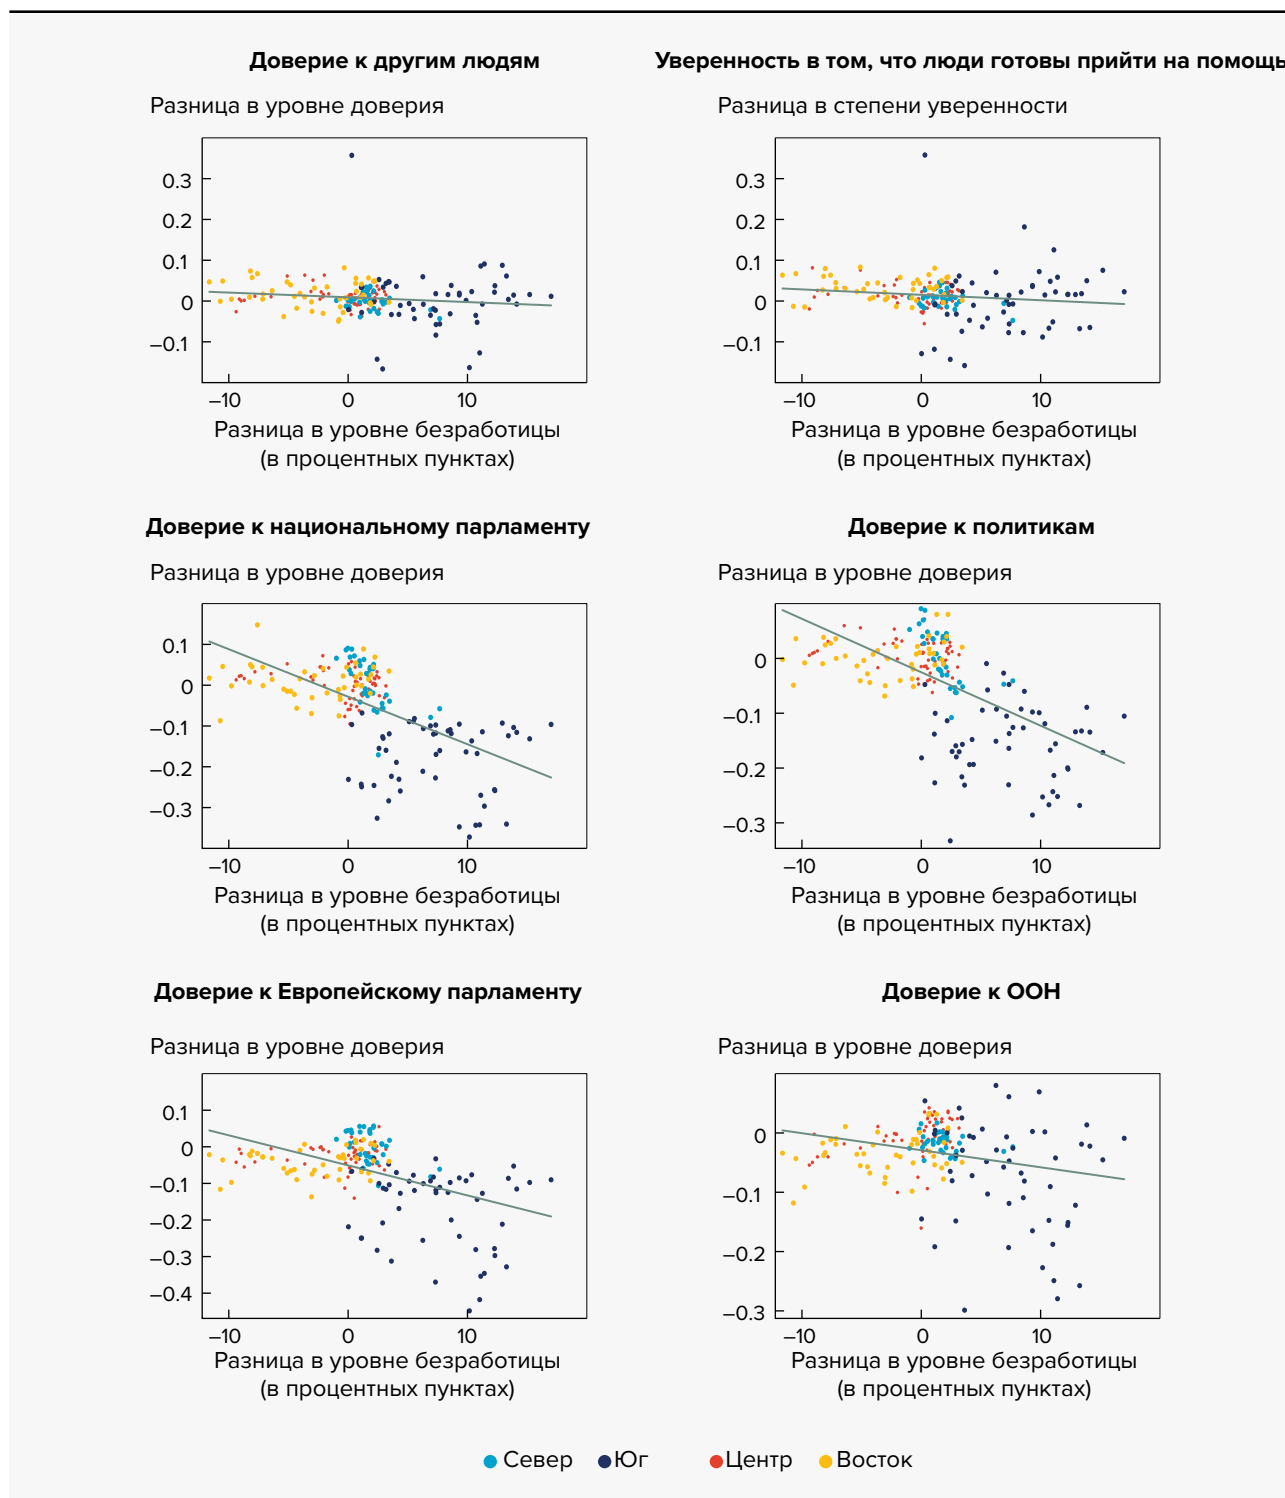 Доверие к другим людям
Разница в уровне доверия
0.3
0.2
0.1
0
–0.1
–10 0 10
Разница в уровне безработицы
(в процентных пунктах)
Уверенность в том, что люди готовы прийти на помощь
Разница в степени уверенности
0.3
0.2
0.1
0
–0.1
–10 0 10
Разница в уровне безработицы
(в процентных пунктах)
Доверие к национальному парламенту
Разница в уровне доверия
0.1
0
–0.1
–0.2
–0.3
–10 0 10
Разница в уровне безработицы
(в процентных пунктах)
Доверие к политикам
Разница в уровне доверия
0
–0.1
–0.2
–0.3
–10 0 10
Разница в уровне безработицы
(в процентных пунктах)
Доверие к Европейскому парламенту
Разница в уровне доверия
0.1
0
–0.1
–0.2
–0.3
–0.4
–10 0 10
Разница в уровне безработицы
(в процентных пунктах)
Доверие к ООН
Разница в уровне доверия
0
–0.1
–0.2
–0.3
–10 0 10
Разница в уровне безработицы
(в процентных пунктах)
Север Юг Центр Восток